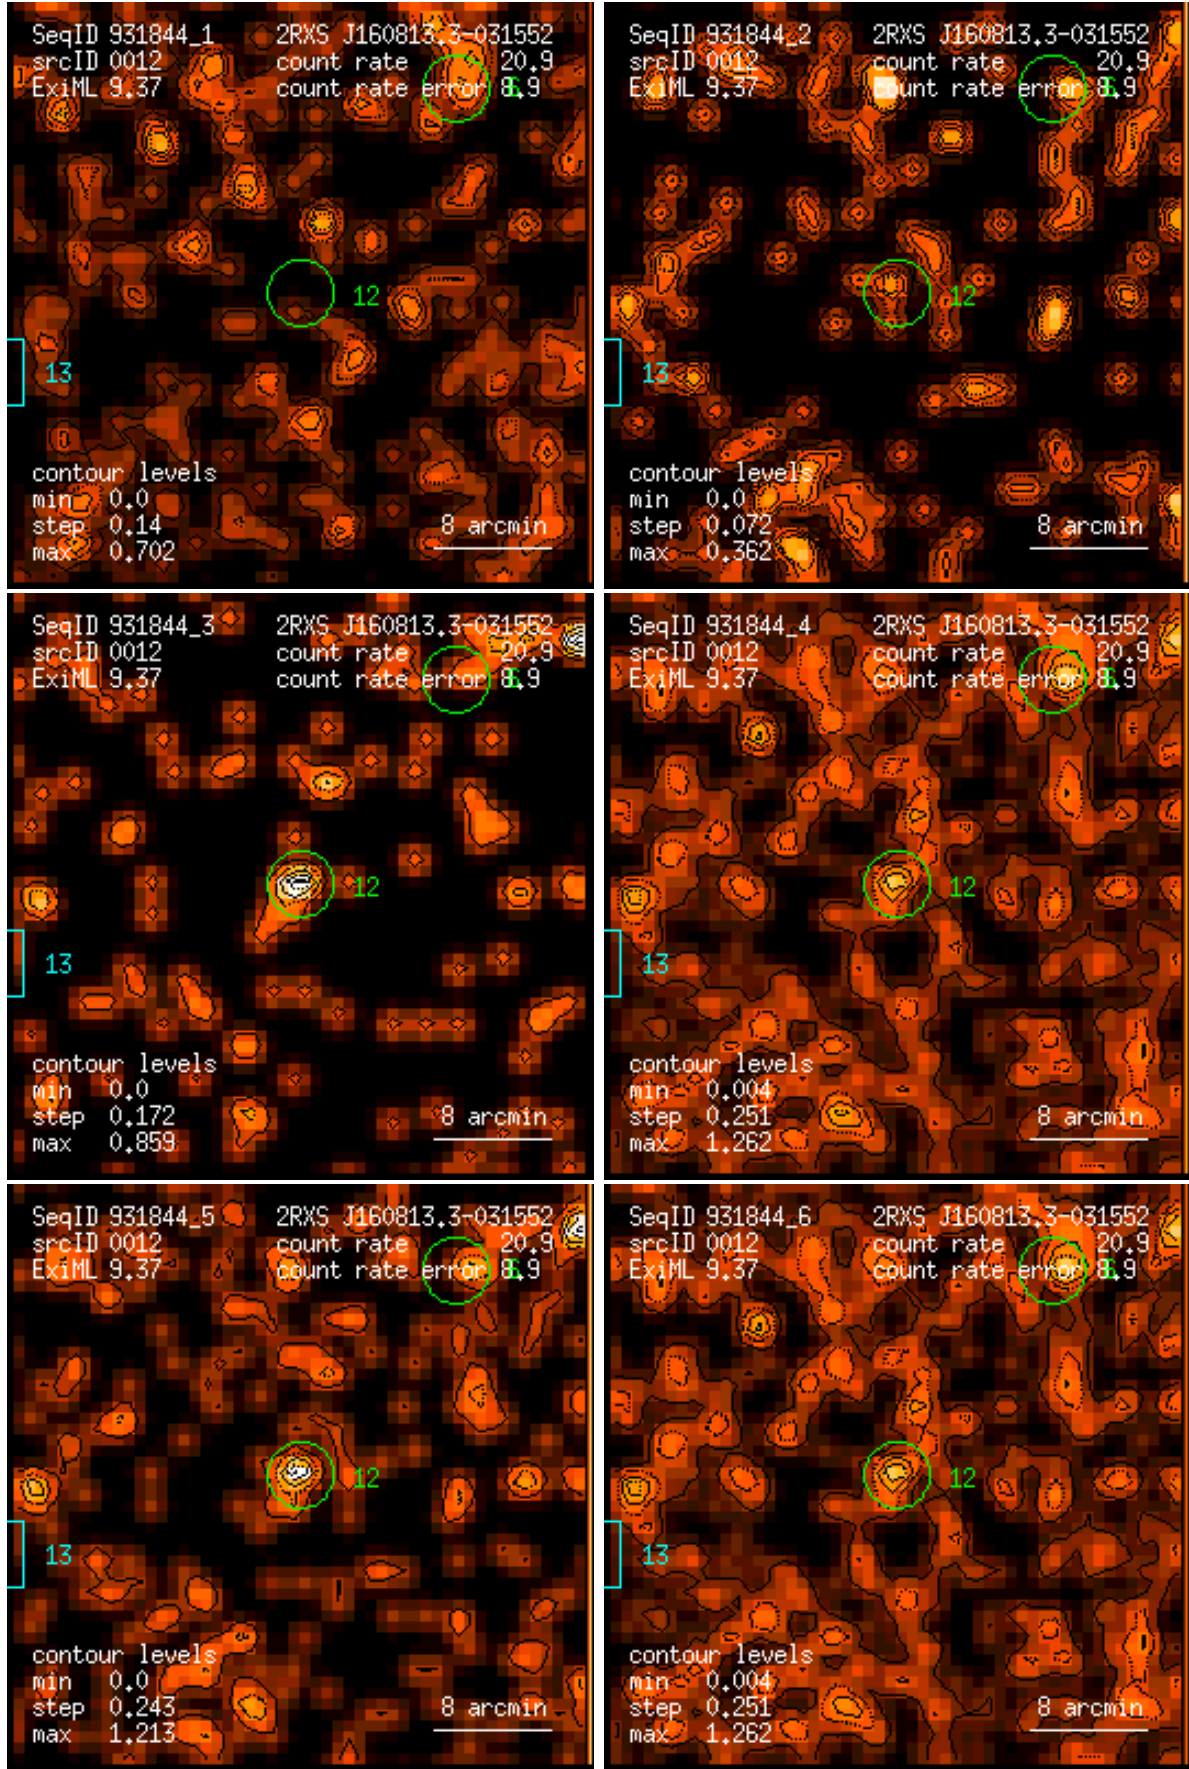 SeqID 931844_1 2RXS J160813.3-031552
srcID 0012 count rate 20.9
ExiML 9.37 count rate error 8.9
12
13
contour levels
min 0.0
step 0.14 8 arcmin
max 0.702
SeqID 931844_2 2RXS J160813.3-031552
srcID 0012 count rate 20.9
ExiML 9.37 count rate error 8.9
12
13
contour levels
min 0.0
step 0.072 8 arcmin
max 0.362
SeqID 931844_3 2RXS J160813.3-031552
srcID 0012 count rate 20.9
ExiML 9.37 count rate error 8.9
12
13
contour levels
min 0.0
step 0.172 8 arcmin
max 0.859
SeqID 931844_4 2RXS J160813.3-031552
srcID 0012 count rate 20.9
ExiML 9.37 count rate error 8.9
12
13
contour levels
min 0.004
step 0.251 8 arcmin
max 1.262
SeqID 931844_5 2RXS J160813.3-031552
srcID 0012 count rate 20.9
ExiML 9.37 count rate error 8.9
12
13
contour levels
min 0.0
step 0.243 8 arcmin
max 1.213
SeqID 931844_6 2RXS J160813.3-031552
srcID 0012 count rate 20.9
ExiML 9.37 count rate error 8.9
12
13
contour levels
min 0.004
step 0.251 8 arcmin
max 1.262